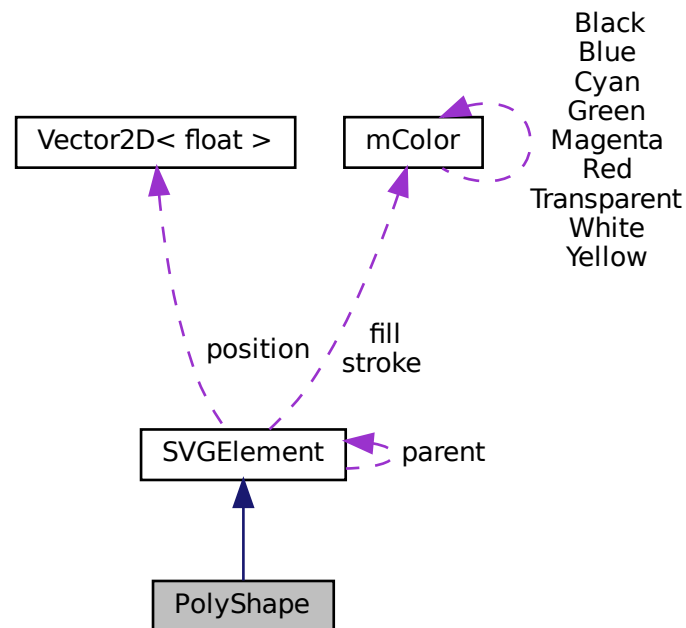 Black
Blue
Cyan
Green
Magenta
Red
Transparent
White
Yellow
Vector2D< float >
mColor
position
fill
stroke
SVGElement
parent
PolyShape